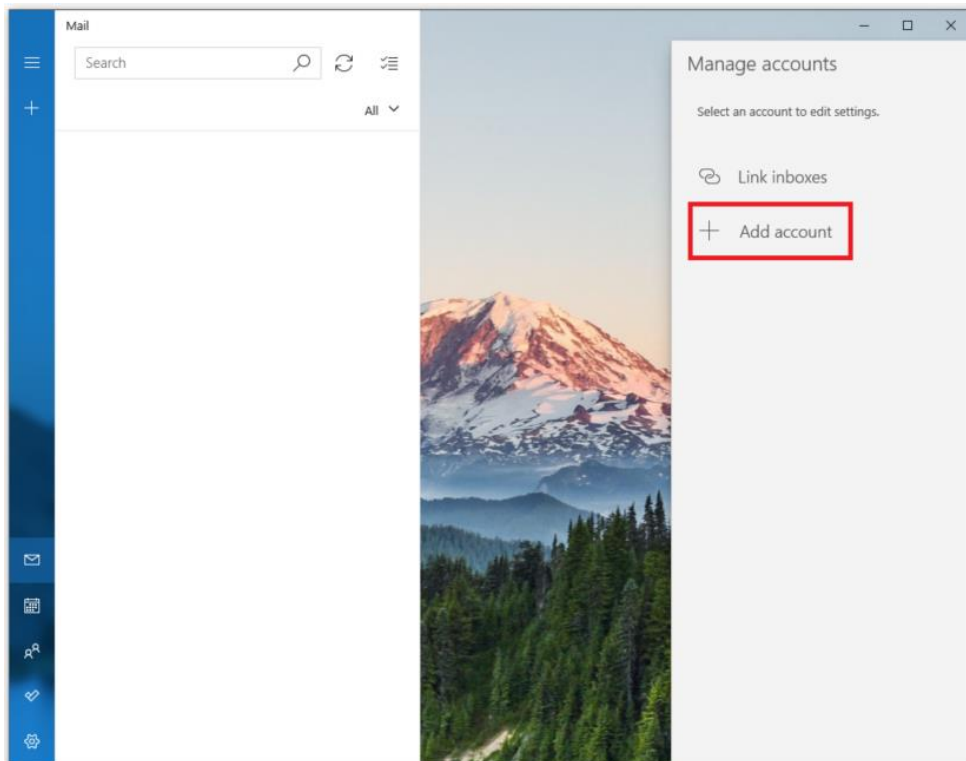 Mail
Search
All
Manage accounts
Select an account to edit settings.
Link inboxes
Add account